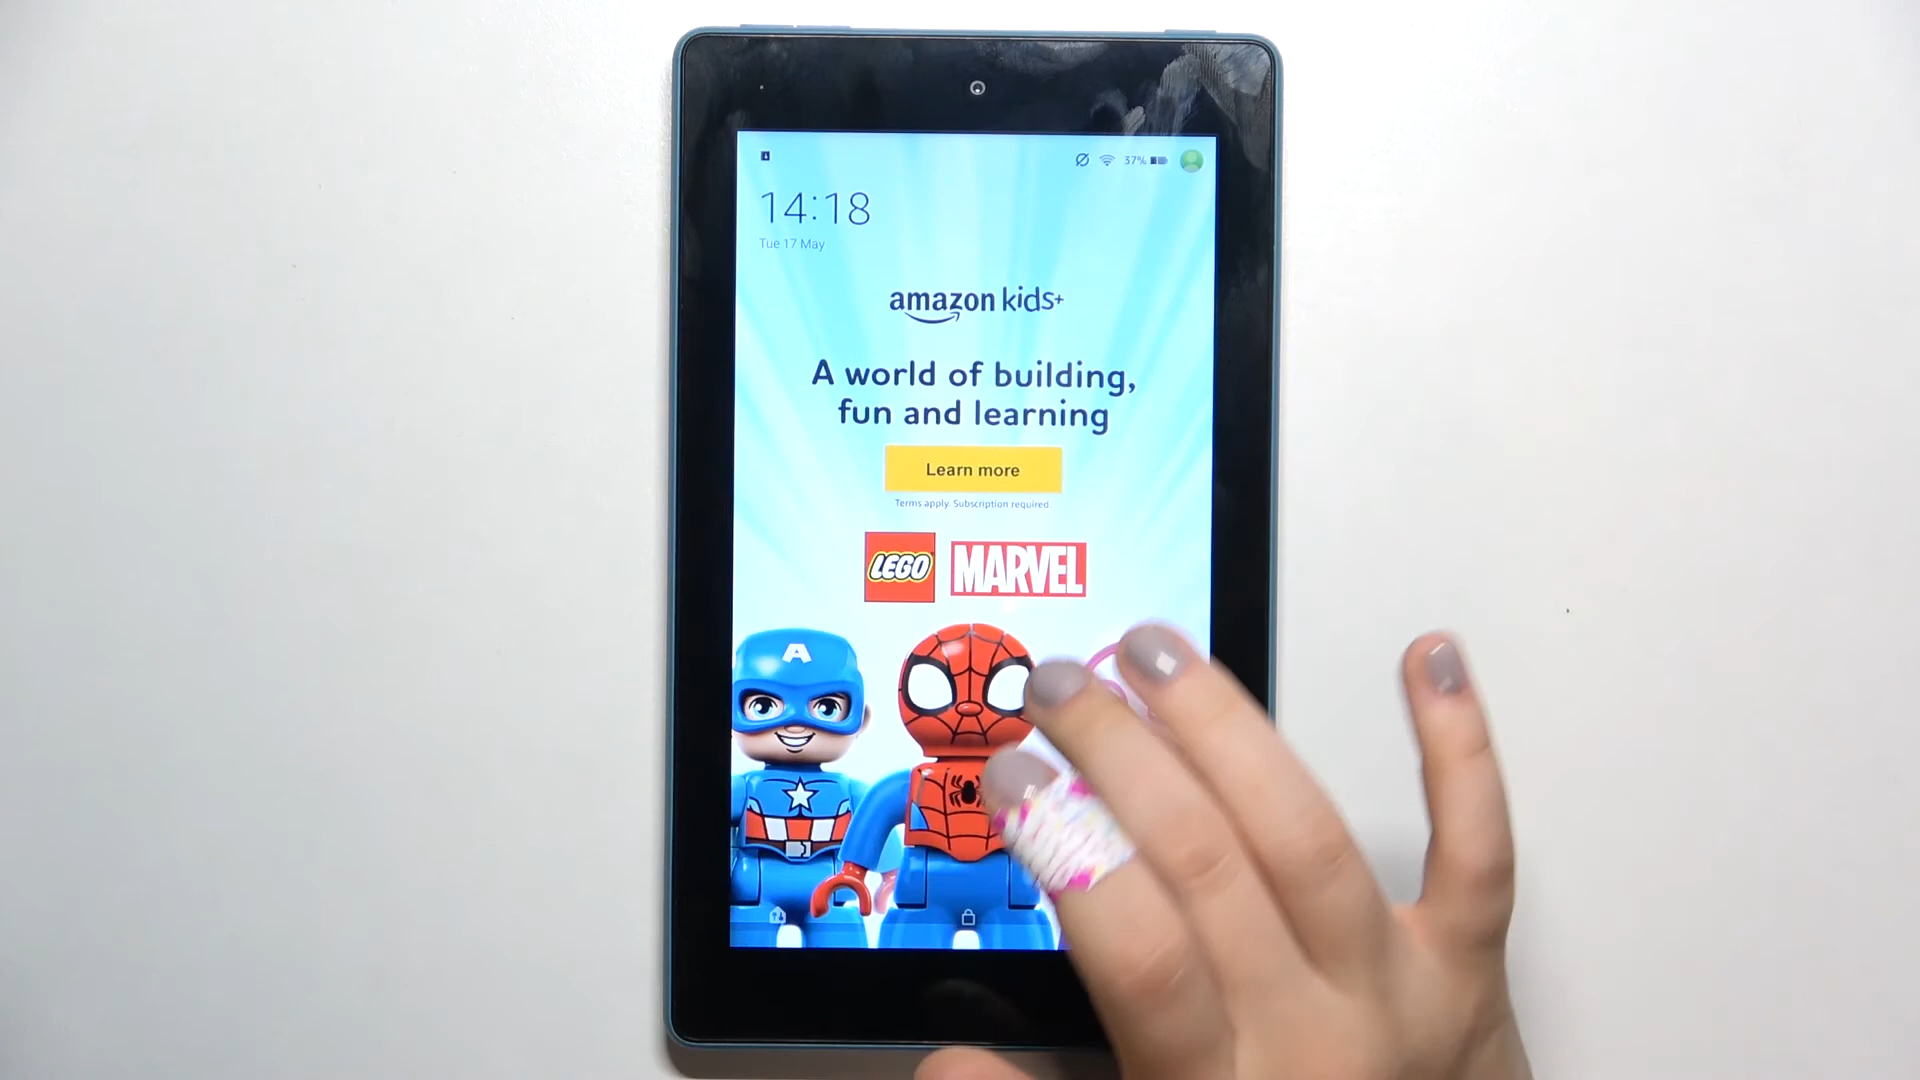 37%
14:18
Tue 17 May
amazon kids+
A world of building,
fun and learning
Learn more
Terms apply. Subscription required.
LEGO MARVEL
A